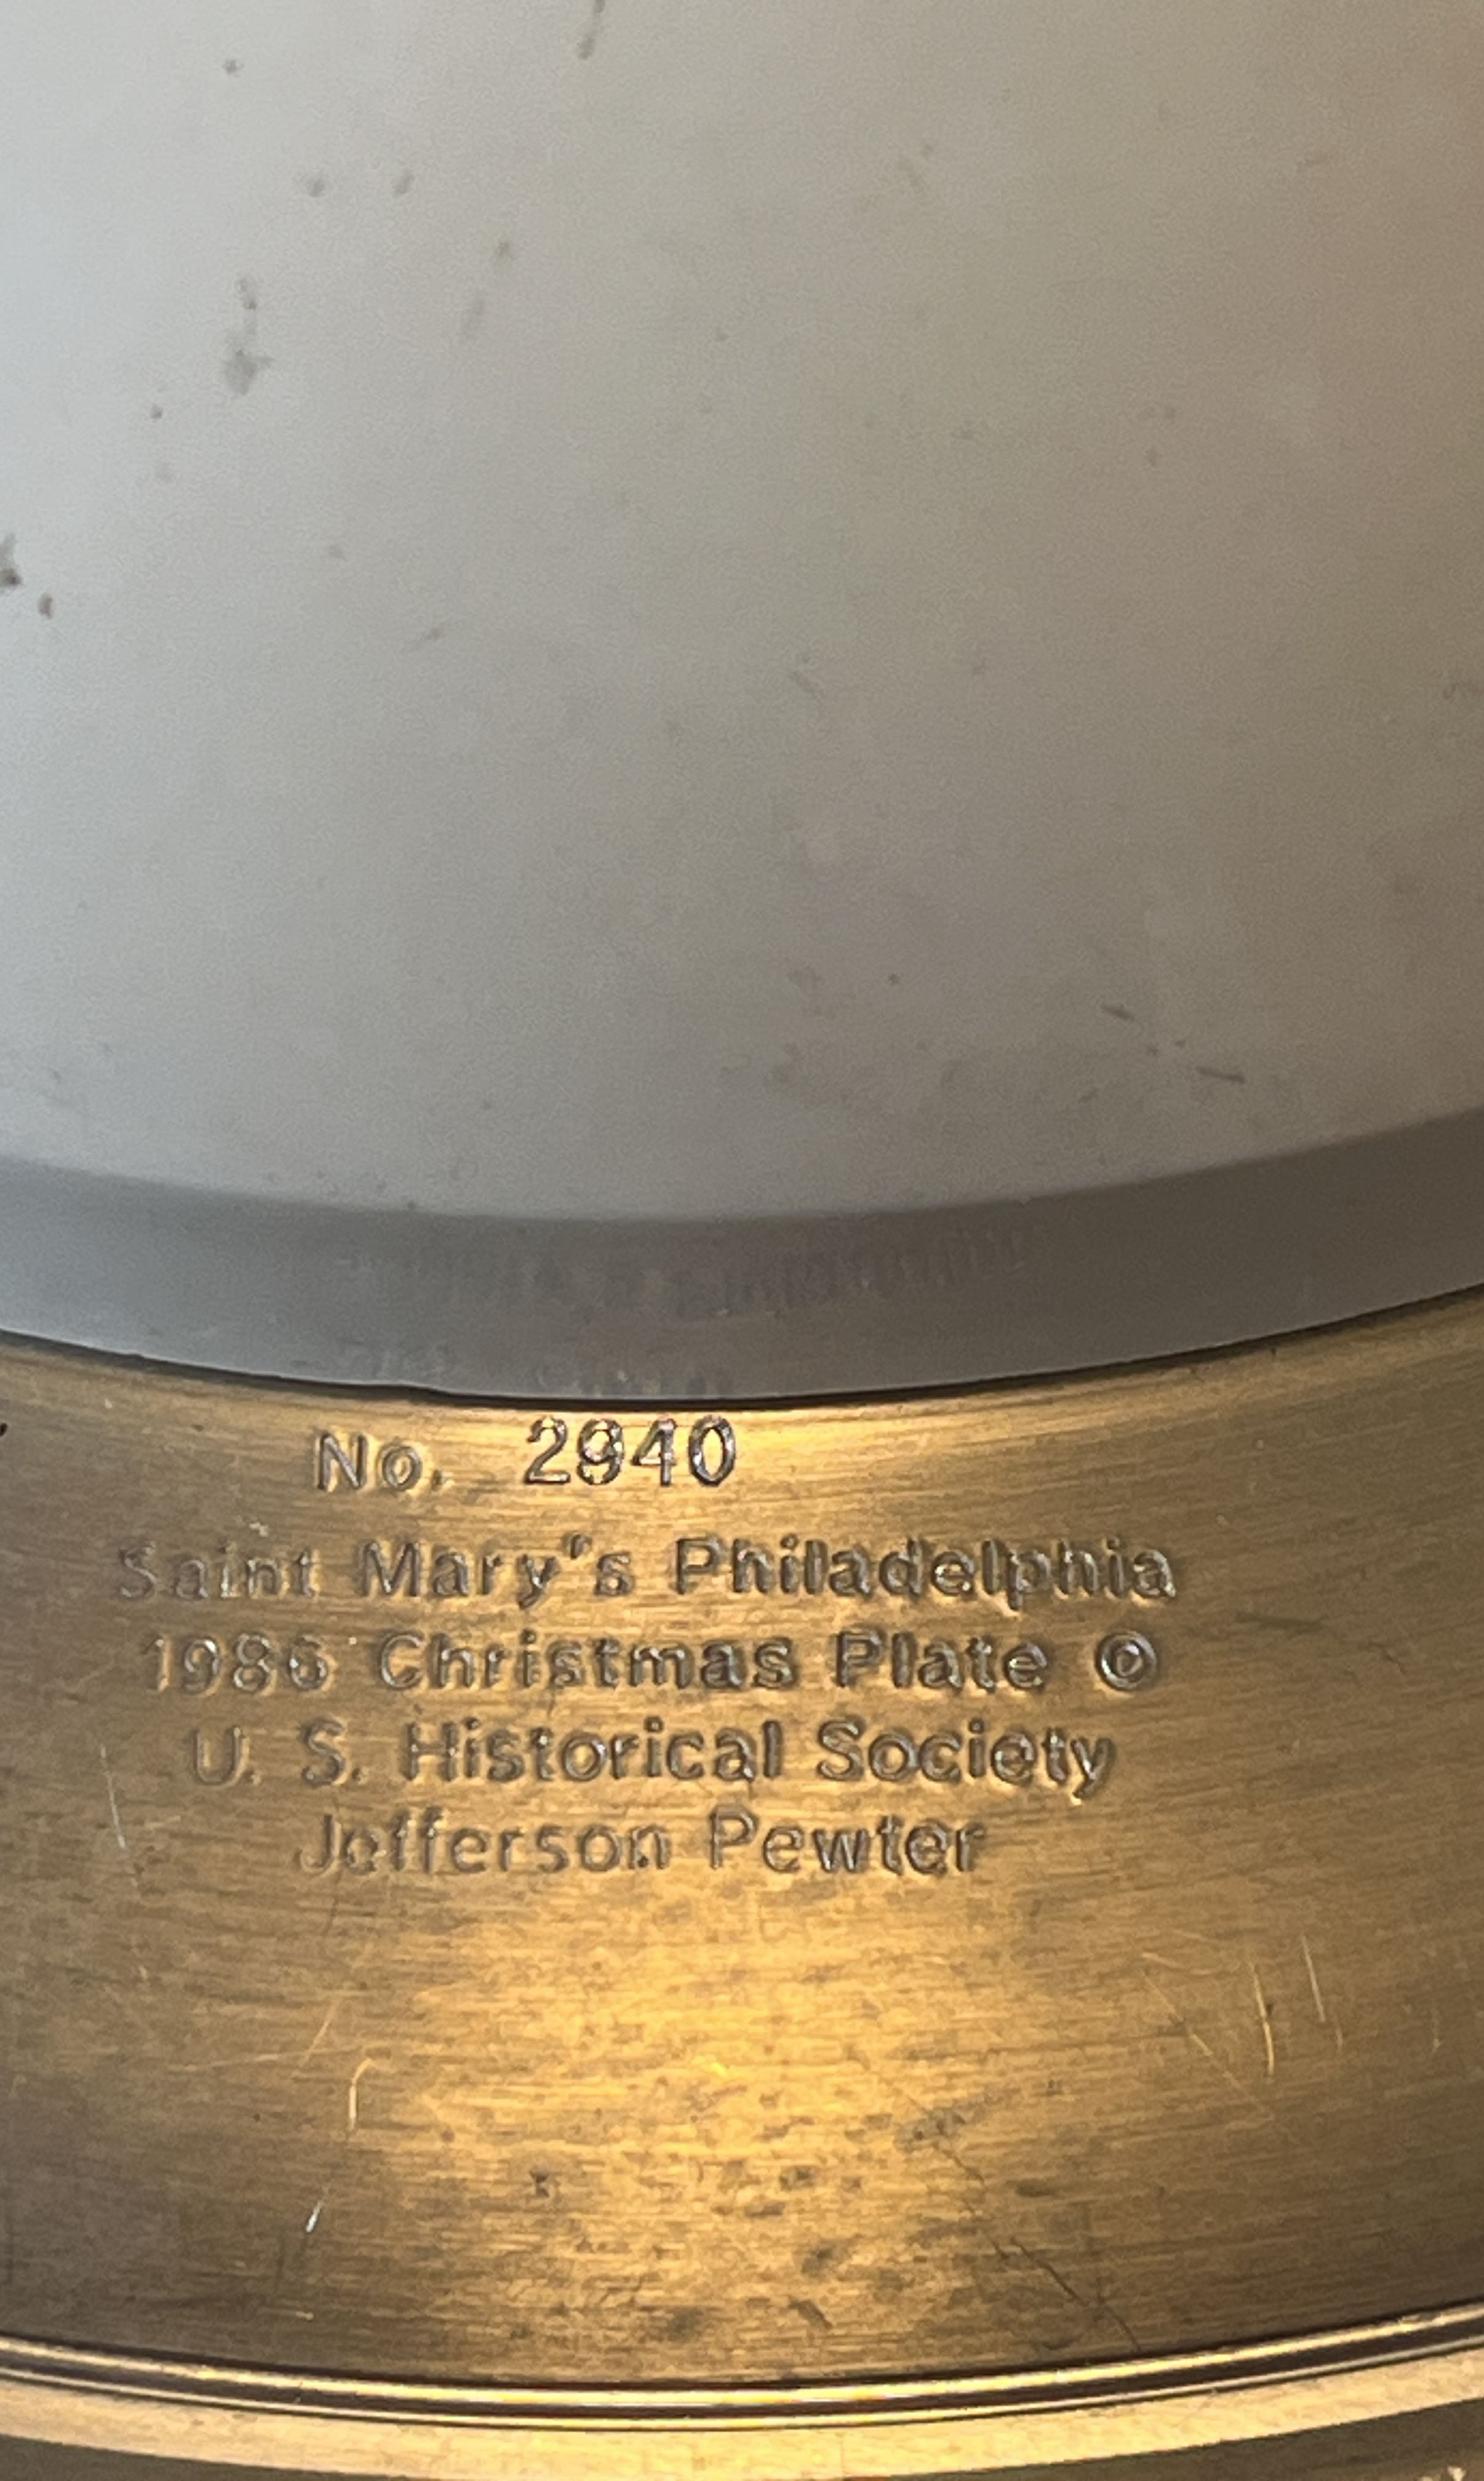 No. 2940
Saint Mary's Philadelphia
1986 Christmas Plate ©
U. S. Historical Society
Jefferson Pewter